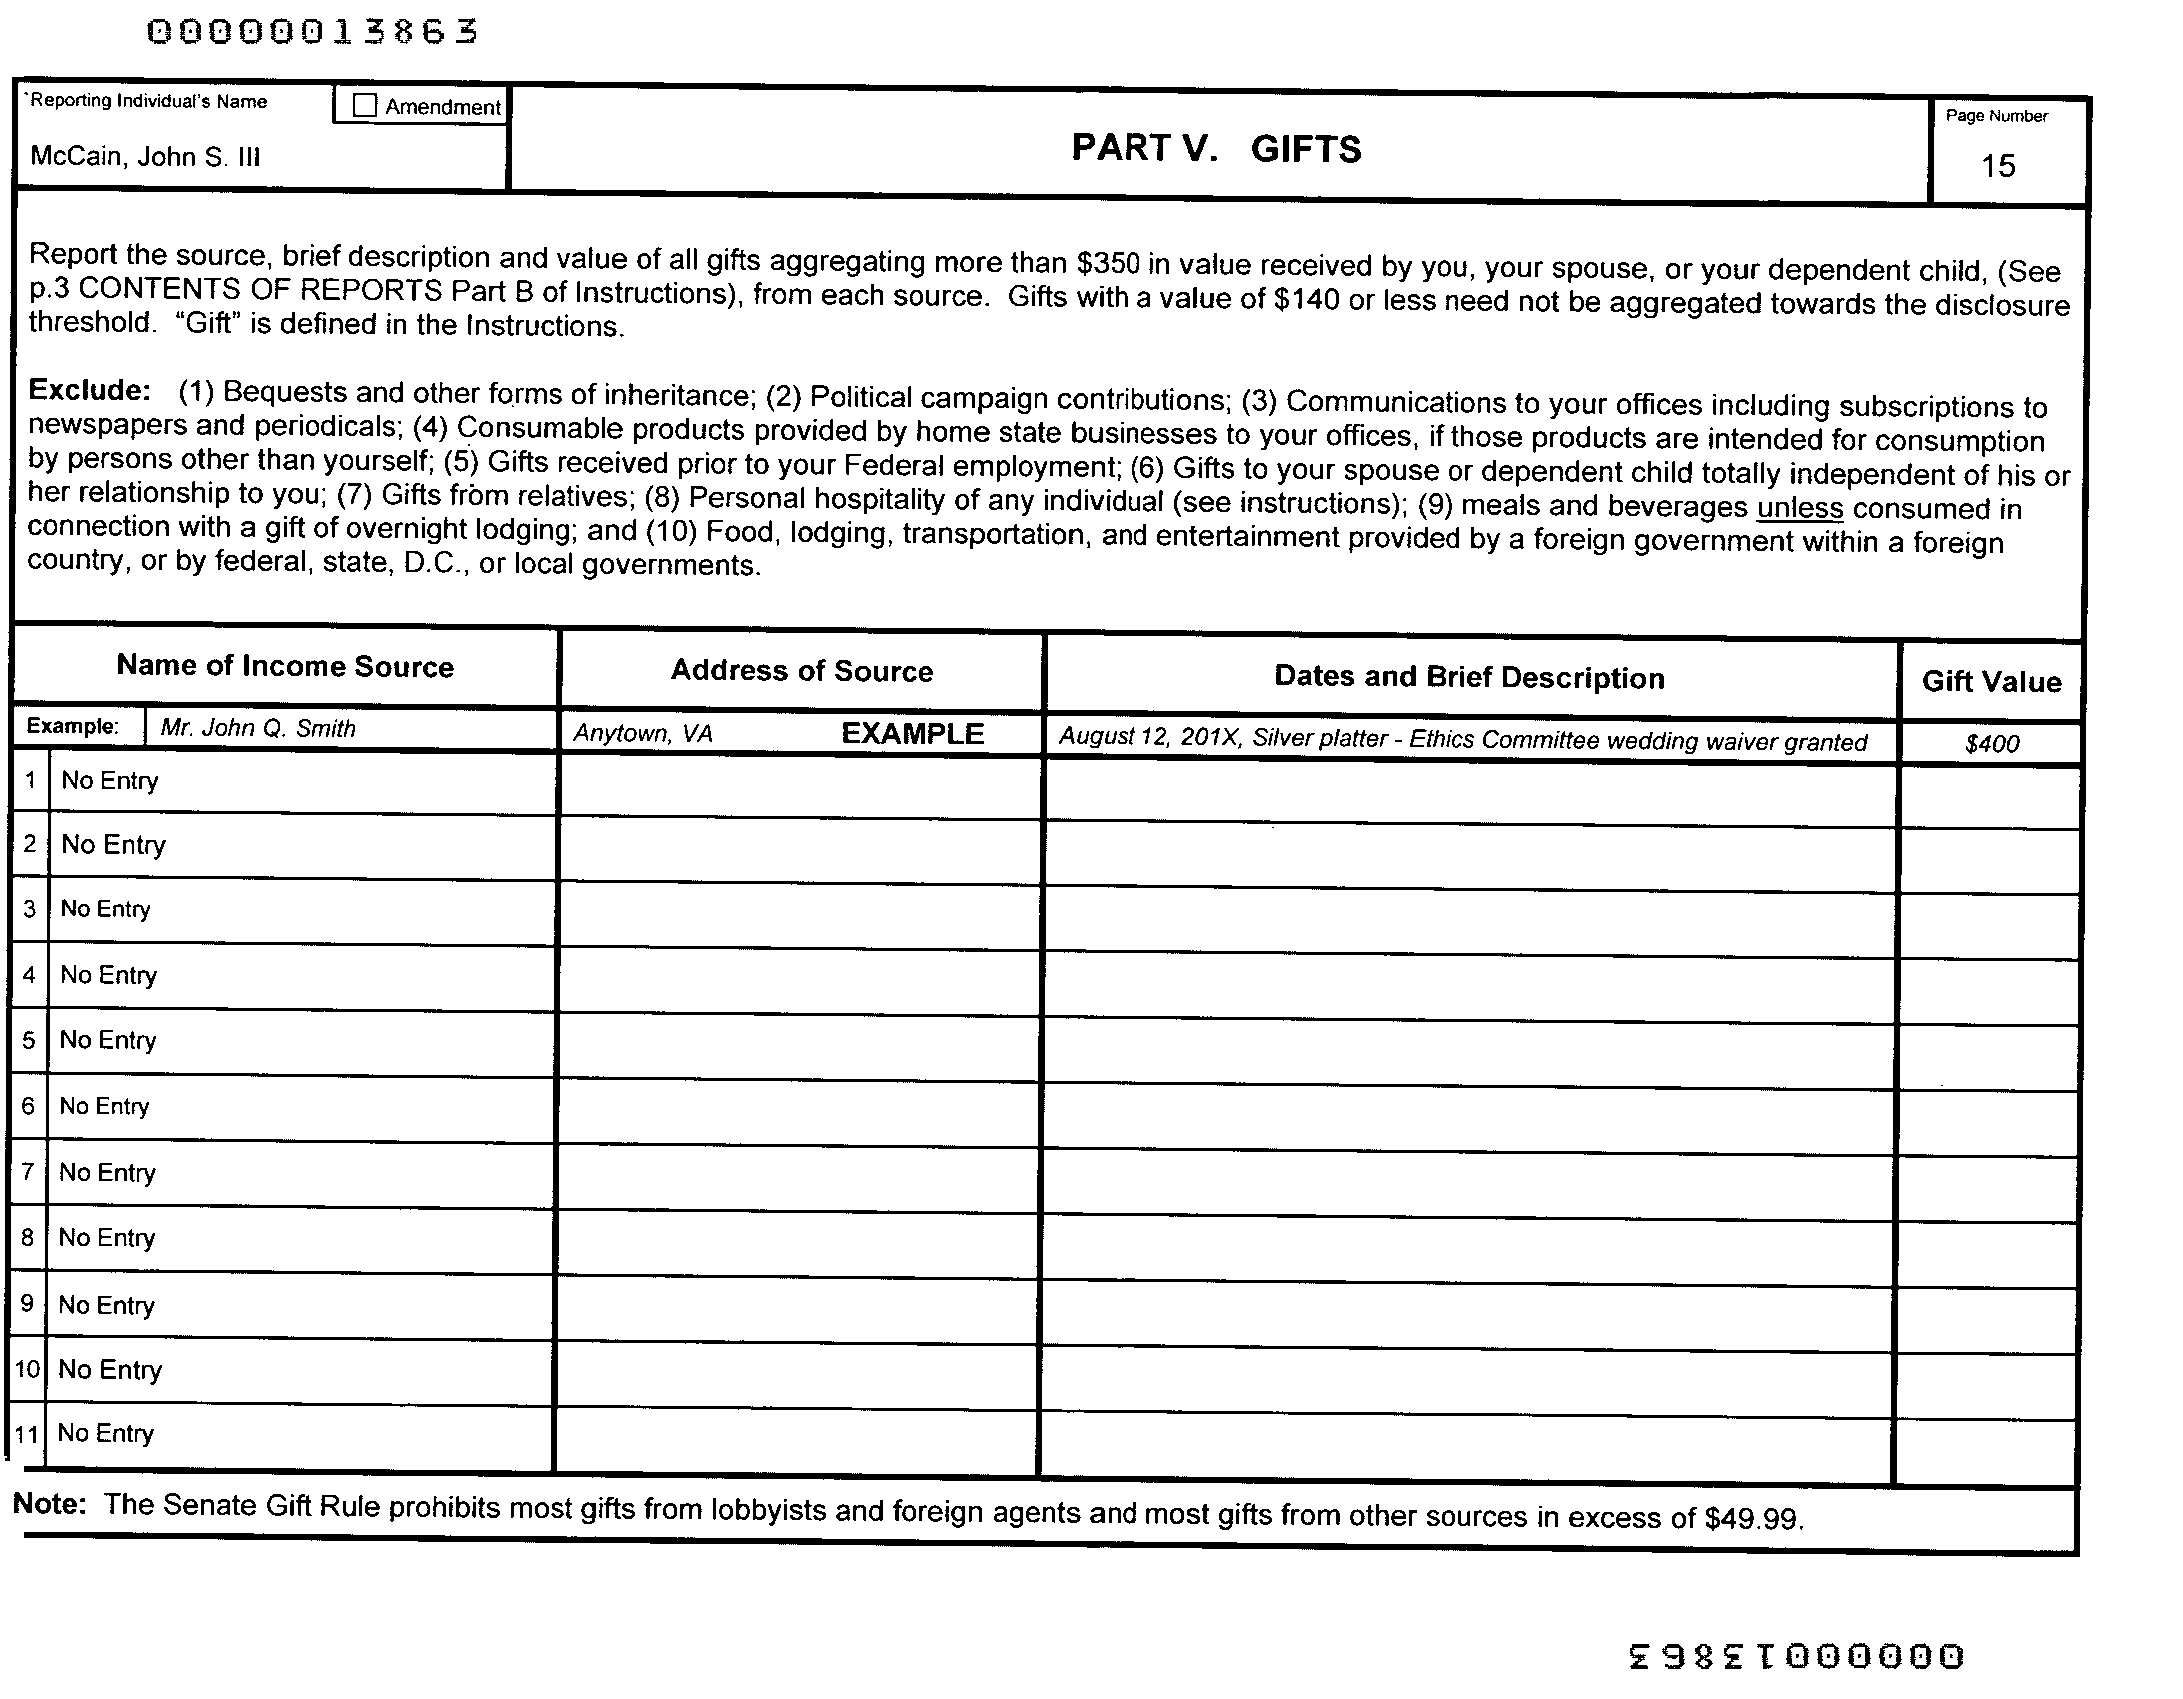 00000013863
Reporting Individual's Name
☐ Amendment
McCain, John S. III
PART V. GIFTS
Page Number
15
Report the source, brief description and value of all gifts aggregating more than $350 in value received by you, your spouse, or your dependent child, (See
p.3 CONTENTS OF REPORTS Part B of Instructions), from each source. Gifts with a value of $140 or less need not be aggregated towards the disclosure
threshold. “Gift” is defined in the Instructions.
Exclude: (1) Bequests and other forms of inheritance; (2) Political campaign contributions; (3) Communications to your offices including subscriptions to
newspapers and periodicals; (4) Consumable products provided by home state businesses to your offices, if those products are intended for consumption
by persons other than yourself; (5) Gifts received prior to your Federal employment; (6) Gifts to your spouse or dependent child totally independent of his or
her relationship to you; (7) Gifts from relatives; (8) Personal hospitality of any individual (see instructions); (9) meals and beverages unless consumed in
connection with a gift of overnight lodging; and (10) Food, lodging, transportation, and entertainment provided by a foreign government within a foreign
country, or by federal, state, D.C., or local governments.
Name of Income Source Address of Source Dates and Brief Description Gift Value
Example: Mr. John Q. Smith Anytown, VA EXAMPLE August 12, 201X, Silver platter - Ethics Committee wedding waiver granted $400
1 No Entry
2 No Entry
3 No Entry
4 No Entry
5 No Entry
6 No Entry
7 No Entry
8 No Entry
9 No Entry
10 No Entry
11 No Entry
Note: The Senate Gift Rule prohibits most gifts from lobbyists and foreign agents and most gifts from other sources in excess of $49.99.
00000013863